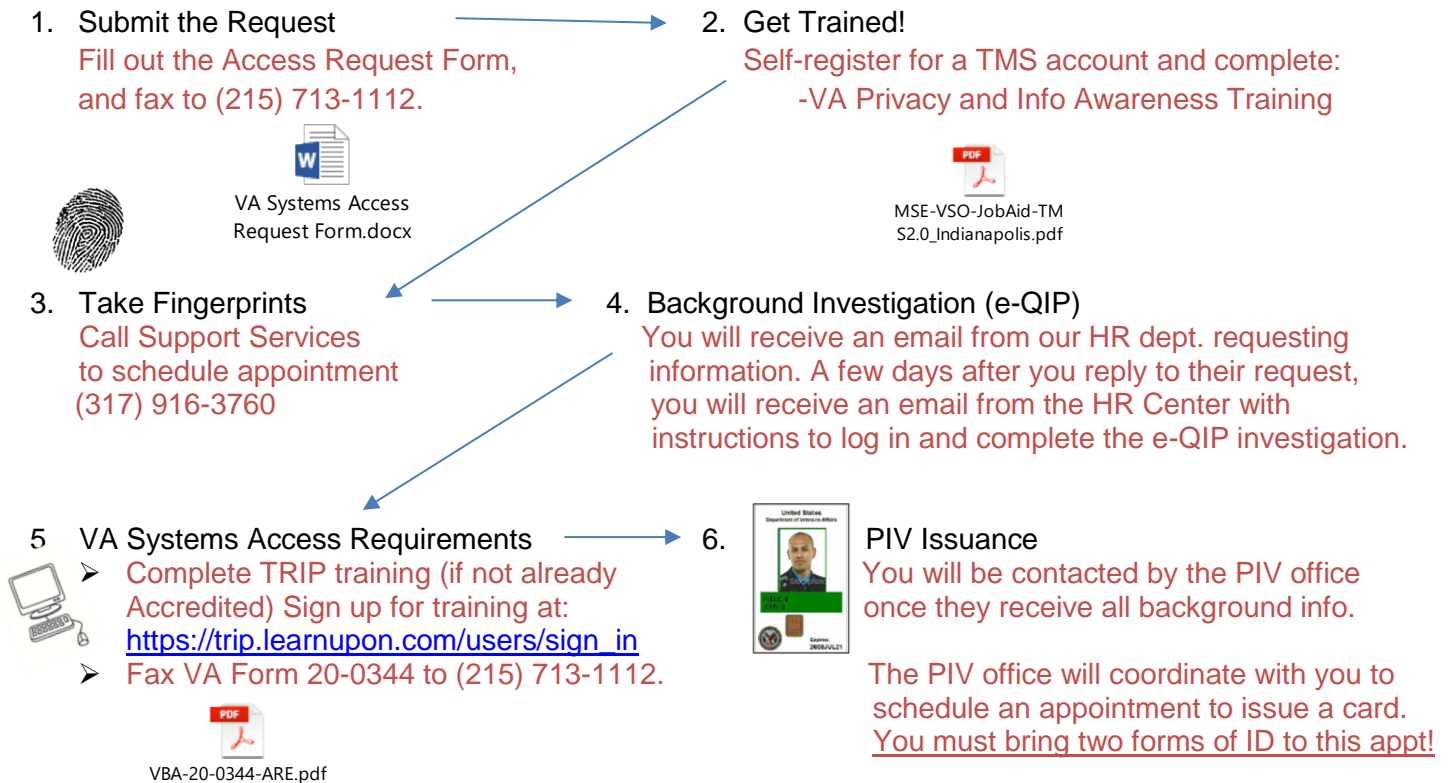 1. Submit the Request
Fill out the Access Request Form,
and fax to (215) 713-1112.
W
VA Systems Access
Request Form.docx
2. Get Trained!
Self-register for a TMS account and complete:
-VA Privacy and Info Awareness Training
PDF
MSE-VSO-JobAid-TM
S2.0_Indianapolis.pdf
3. Take Fingerprints
Call Support Services
to schedule appointment
(317) 916-3760
4. Background Investigation (e-QIP)
You will receive an email from our HR dept. requesting
information. A few days after you reply to their request,
you will receive an email from the HR Center with
instructions to log in and complete the e-QIP investigation.
5 VA Systems Access Requirements
➢ Complete TRIP training (if not already
Accredited) Sign up for training at:
https://trip.learnupon.com/users/sign_in
➢ Fax VA Form 20-0344 to (215) 713-1112.
PDF
VBA-20-0344-ARE.pdf
6. PIV Issuance
United States
Department of Veterans Affairs
Expires:
2008JUL21
You will be contacted by the PIV office
once they receive all background info.
The PIV office will coordinate with you to
schedule an appointment to issue a card.
You must bring two forms of ID to this appt!